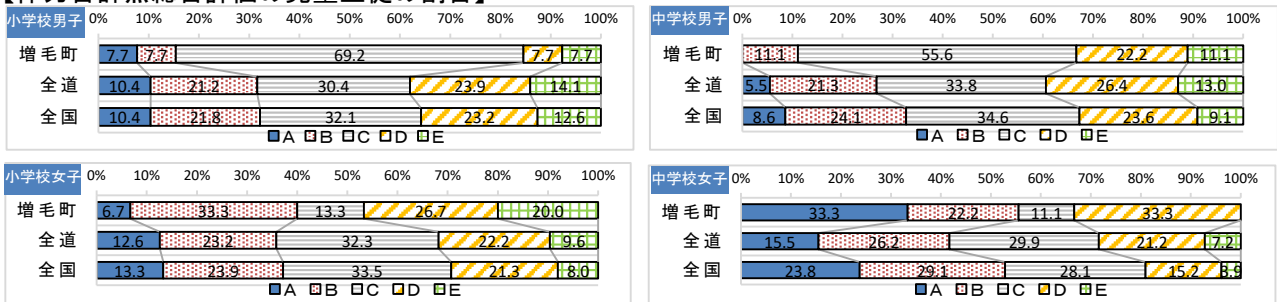 【体力合計点総合評価の児童生徒の割合】
小学校男子
0% 10% 20% 30% 40% 50% 60% 70% 80% 90% 100%
増毛町 7.7 7.7 69.2 7.7 7.7
全道 10.4 21.2 30.4 23.9 14.1
全国 10.4 21.8 32.1 23.2 12.6
A B C D E
中学校男子
0% 10% 20% 30% 40% 50% 60% 70% 80% 90% 100%
増毛町 11.1 55.6 22.2 11.1
全道 5.5 21.3 33.8 26.4 13.0
全国 8.6 24.1 34.6 23.6 9.1
A B C D E
小学校女子
0% 10% 20% 30% 40% 50% 60% 70% 80% 90% 100%
増毛町 6.7 33.3 13.3 26.7 20.0
全道 12.6 23.2 32.3 22.2 9.6
全国 13.3 23.9 33.5 21.3 8.0
A B C D E
中学校女子
0% 10% 20% 30% 40% 50% 60% 70% 80% 90% 100%
増毛町 33.3 22.2 11.1 33.3
全道 15.5 26.2 29.9 21.2 7.2
全国 23.8 29.1 28.1 15.2 3.9
A B C D E